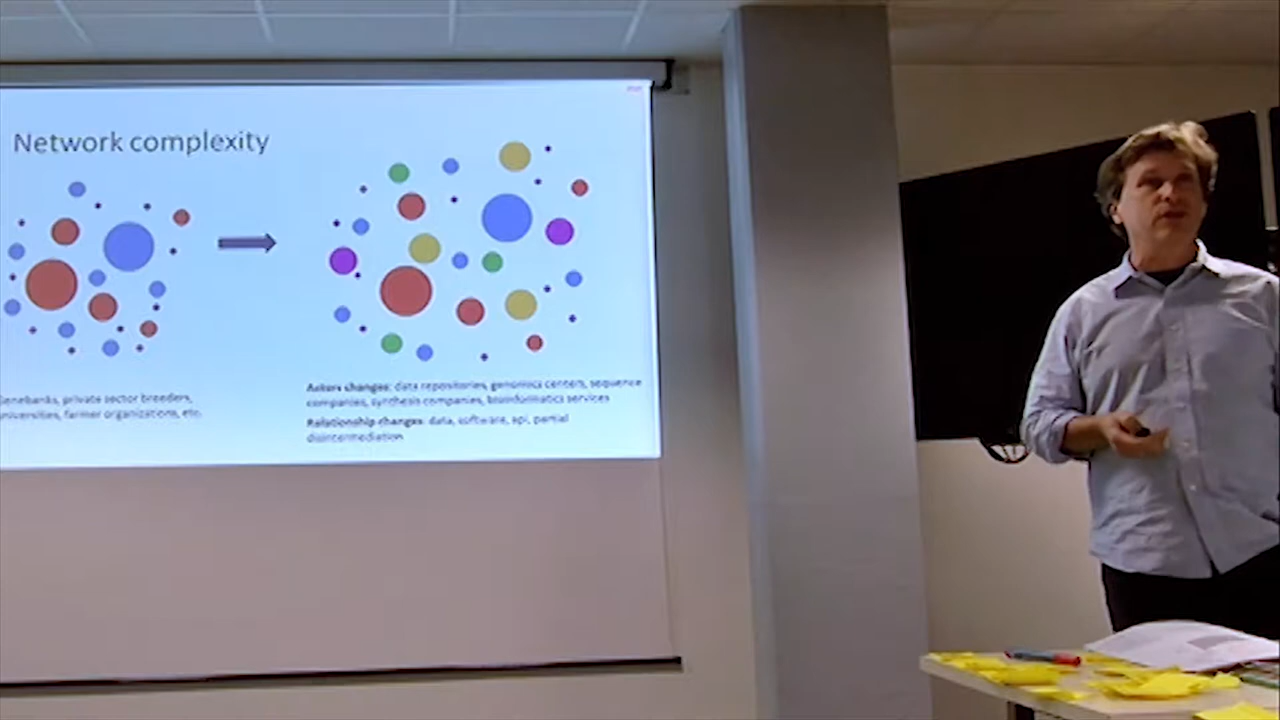 Network complexity
Genebanks, private sector breeders,
universities, farmer organizations, etc.
Actors changes: data repositories, genomics centers, sequence
companies, synthesis companies, bioinformatics services
Relationship changes: data, software, api, partial
disintermediation